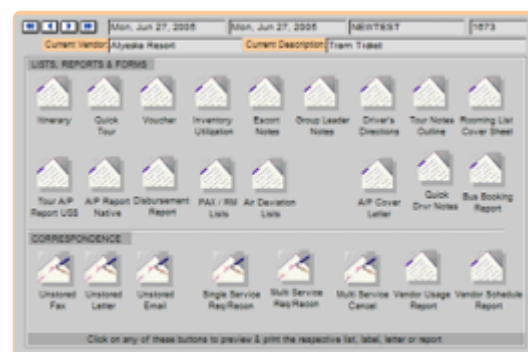 Mon, Jun 27, 2005 Mon, Jun 27, 2005 NEWTEST 1673
Current Vendor: Alyeska Resort Current Description: Tram Ticket
LISTS, REPORTS & FORMS
Itinerary Quick Tour Voucher Inventory Utilization Escort Notes Group Leader Notes Driver's Directions Tour Notes Outline Rooming List Cover Sheet
Tour A/P Report US$ A/P Report Native Disbursement Report PAX / RM Lists Air Deviation Lists A/P Cover Letter Quick Drvr Notes Bus Booking Report
CORRESPONDENCE
Unstored Fax Unstored Letter Unstored Email Single Service Req/Recon Multi Service Req/Recon Multi Service Cancel Vendor Usage Report Vendor Schedule Report
Click on any of these buttons to preview & print the respective list, label, letter or report